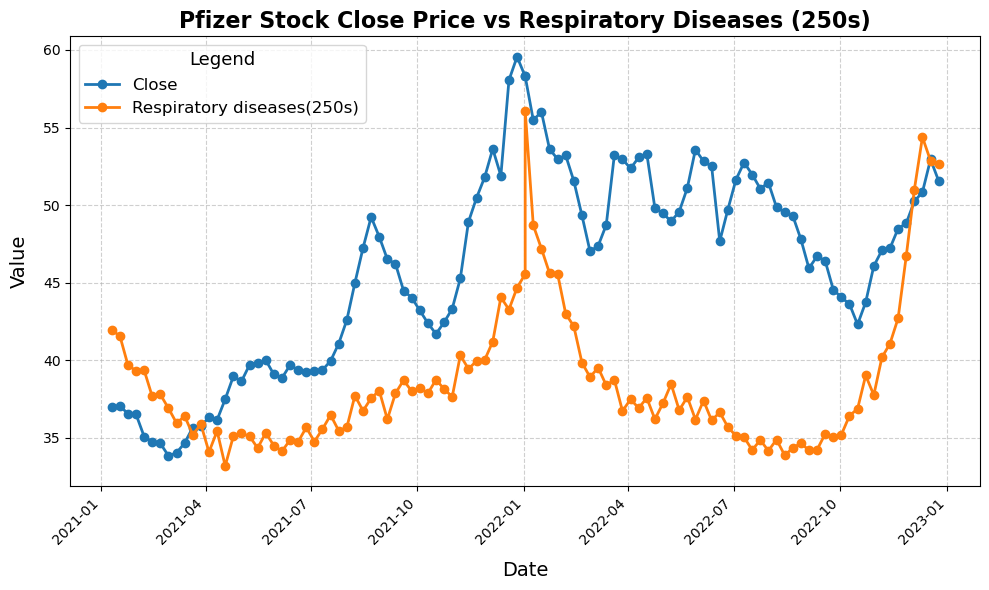 Pfizer Stock Close Price vs Respiratory Diseases (250s)
Legend
Close
Respiratory diseases(250s)
Value
60
55
50
45
40
35
2021-01
2021-04
2021-07
2021-10
2022-01
2022-04
2022-07
2022-10
2023-01
Date